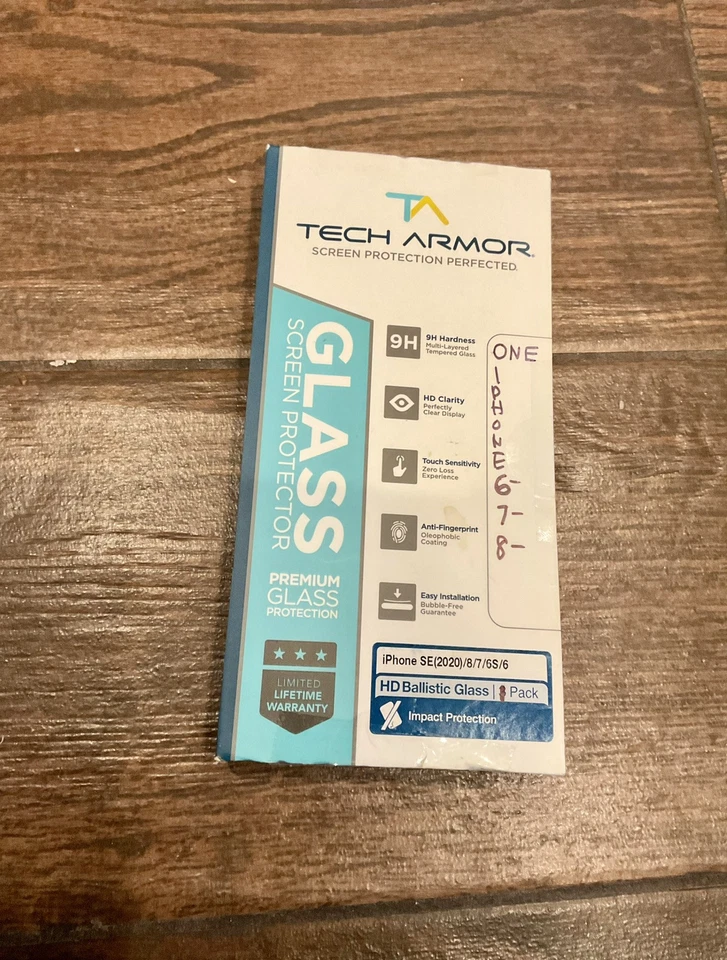 TA
TECH ARMOR®
SCREEN PROTECTION PERFECTED.
GLASS
SCREEN PROTECTOR
PREMIUM
GLASS
PROTECTION
LIMITED
LIFETIME
WARRANTY
9H
9H Hardness
Multi-Layered
Tempered Glass
HD Clarity
Perfectly
Clear Display
Touch Sensitivity
Zero Loss
Experience
Anti-Fingerprint
Oleophobic
Coating
Easy Installation
Bubble-Free
Guarantee
ONE
I
P
H
O
N
E
6-
7-
8-
iPhone SE(2020)/8/7/6S/6
HD Ballistic Glass | Pack
Impact Protection